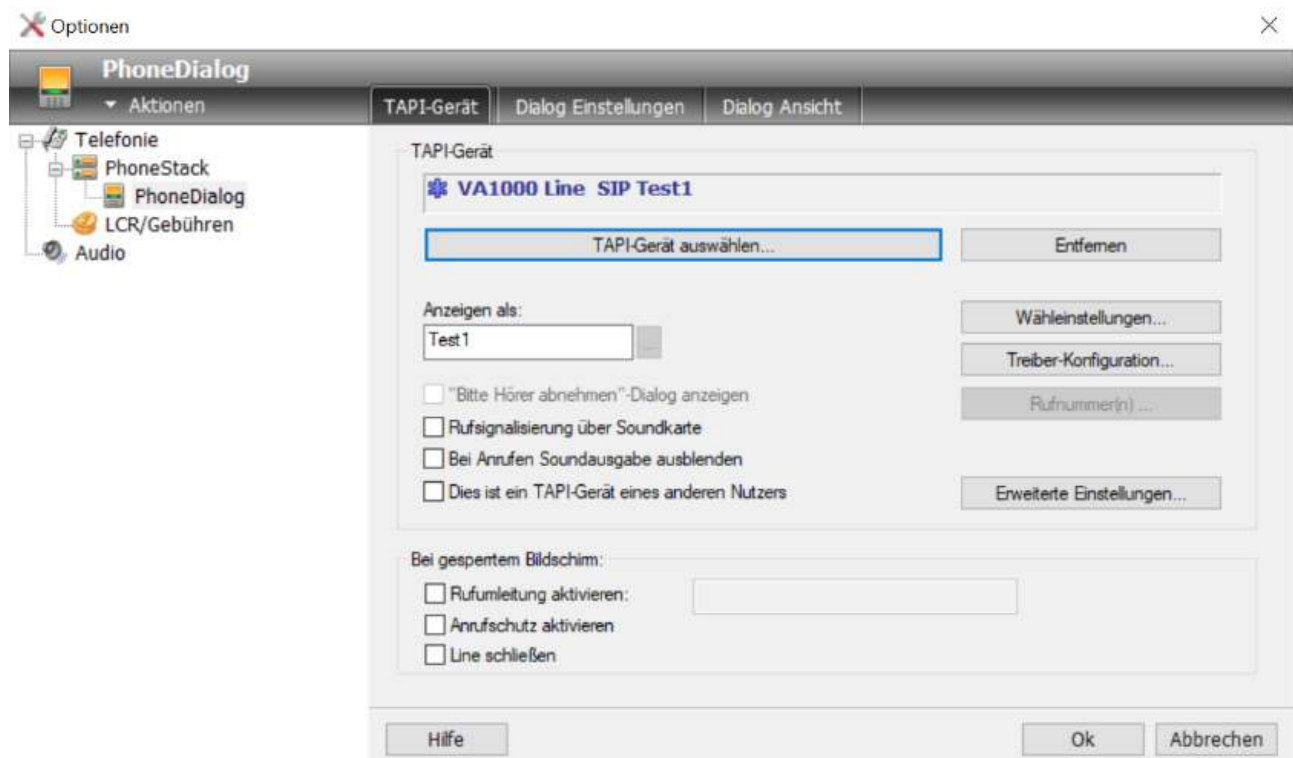 Optionen
PhoneDialog
Aktionen
TAPI-Gerät Dialog Einstellungen Dialog Ansicht
Telefonie
PhoneStack
PhoneDialog
LCR/Gebühren
Audio
TAPI-Gerät
VA1000 Line SIP Test1
TAPI-Gerät auswählen... Entfernen
Anzeigen als:
Test1
...
Wähleinstellungen...
Treiber-Konfiguration...
"Bitte Hörer abnehmen"-Dialog anzeigen
Rufnummer(n) ...
Rufsignalisierung über Soundkarte
Bei Anrufen Soundausgabe ausblenden
Dies ist ein TAPI-Gerät eines anderen Nutzers
Erweiterte Einstellungen...
Bei gesperrtem Bildschirm:
Rufumleitung aktivieren:
Anrufschutz aktivieren
Line schließen
Hilfe Ok Abbrechen